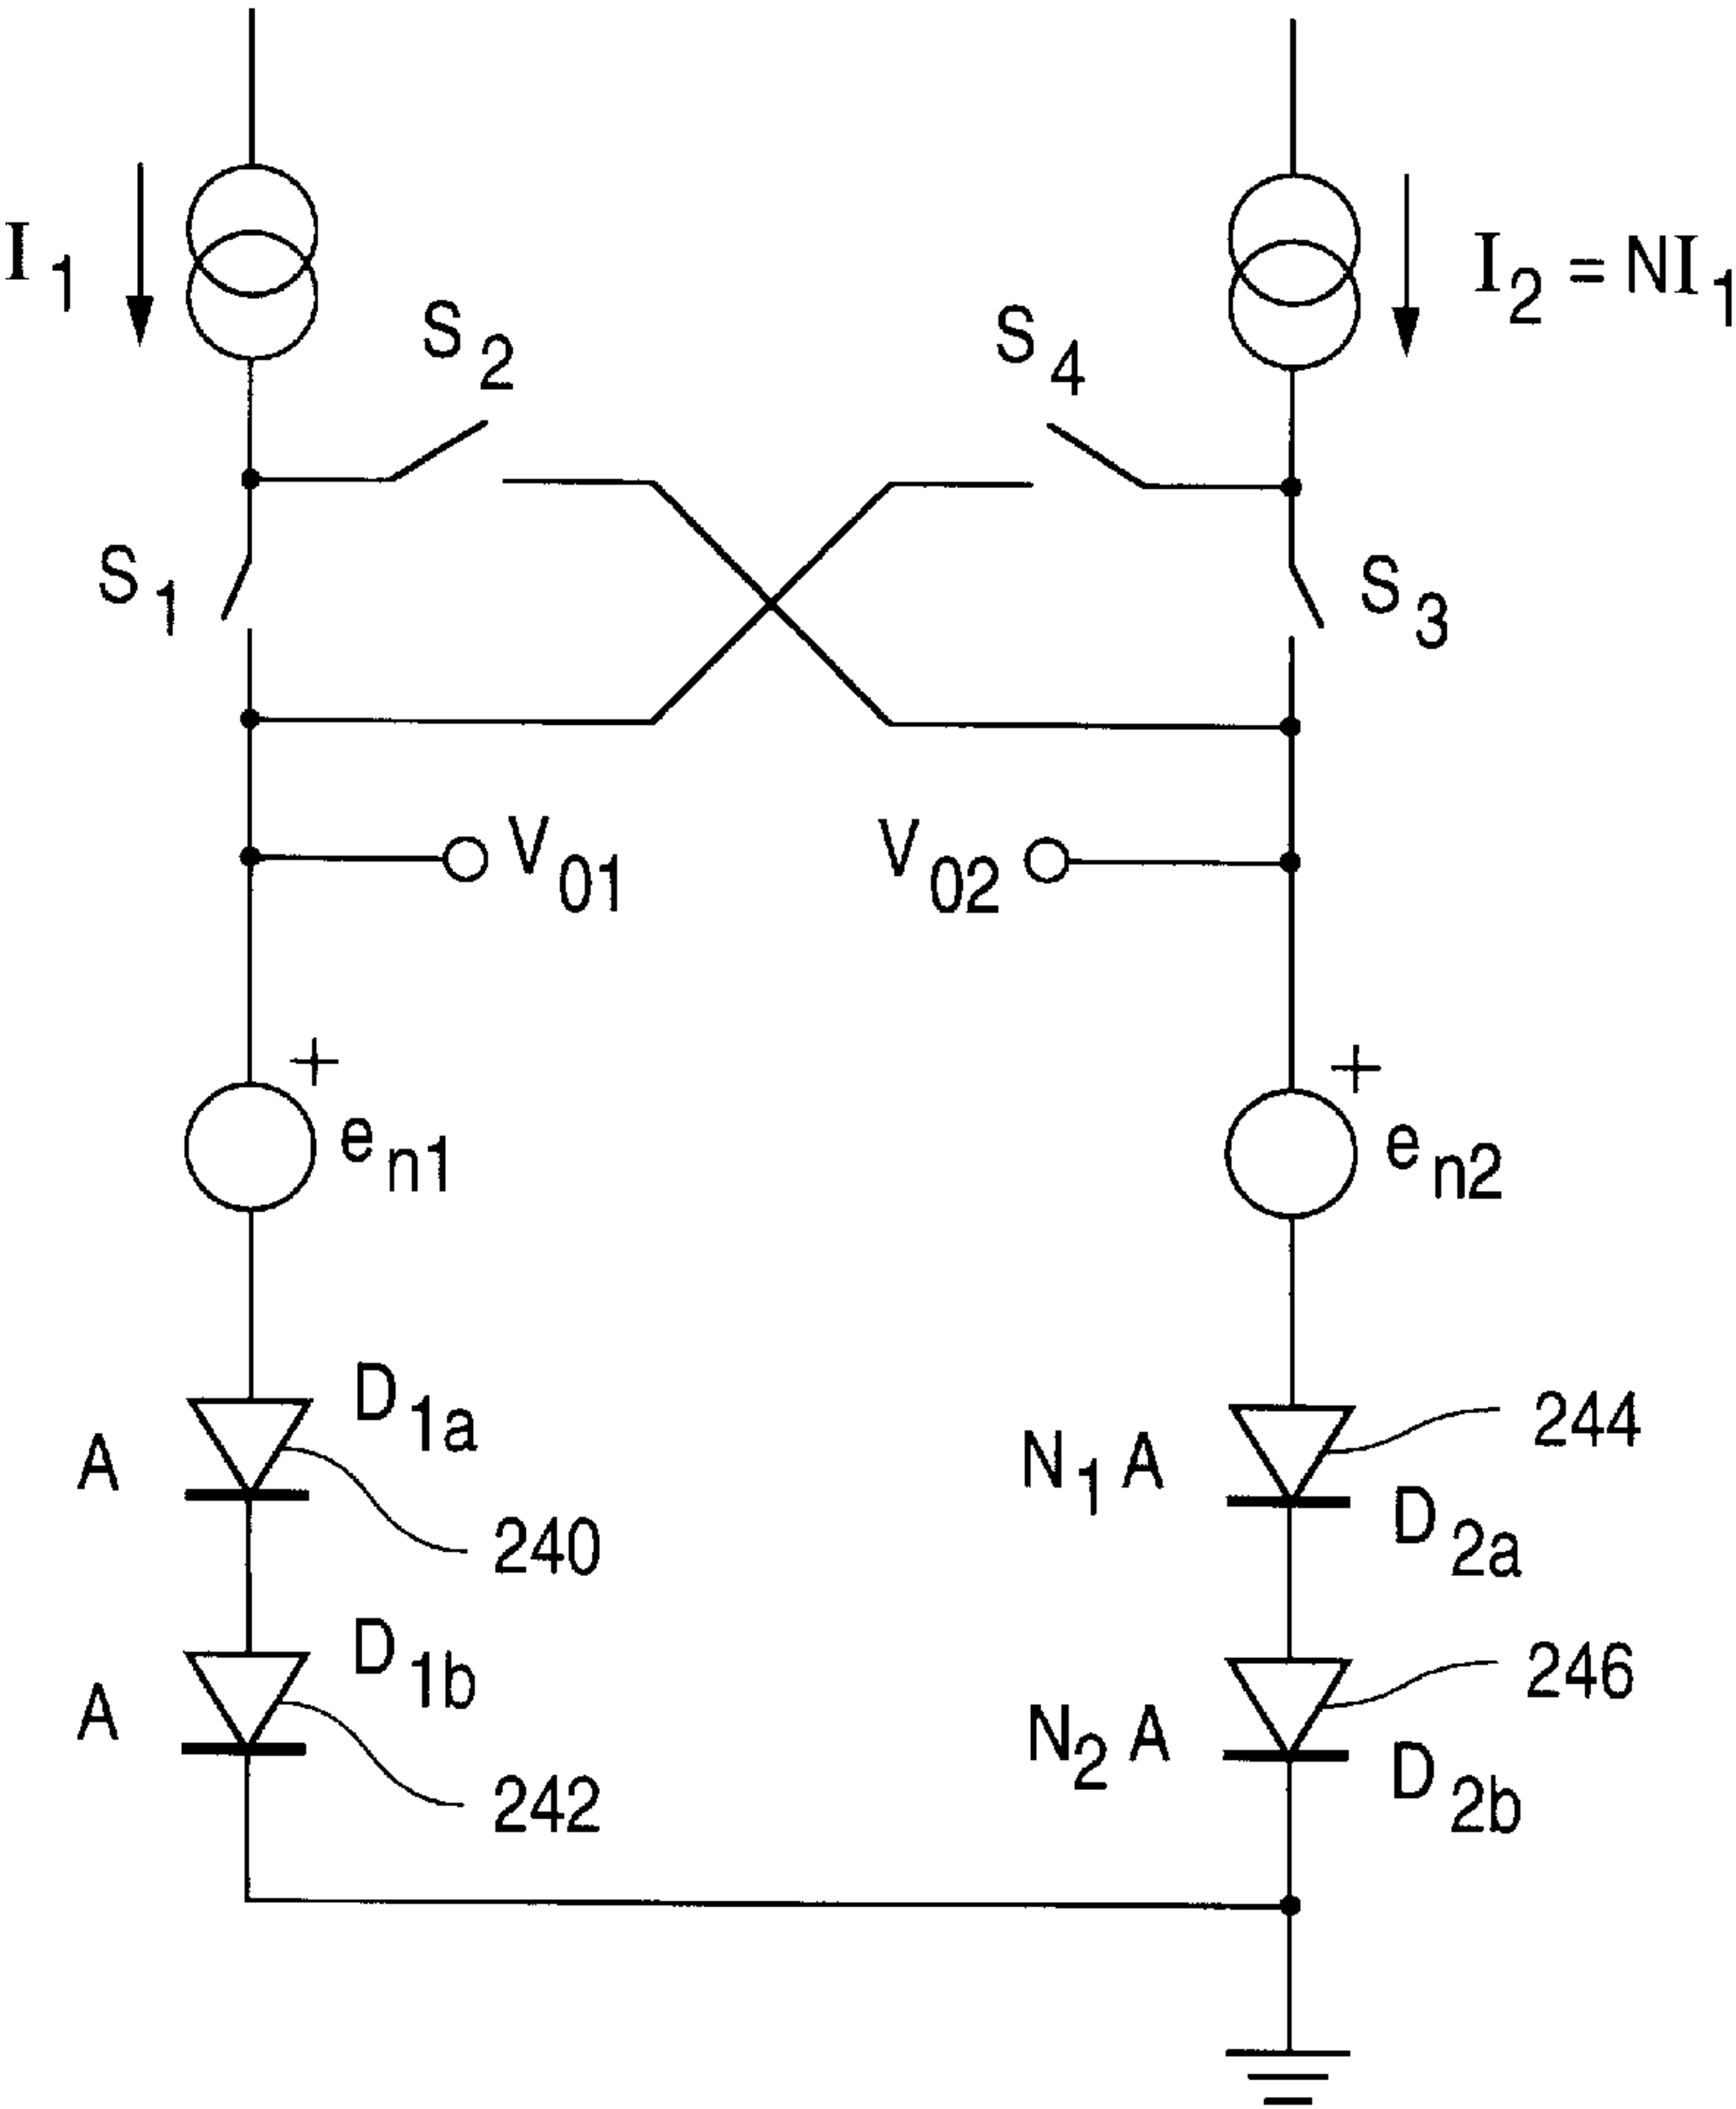 I1
I2 = NI1
S2
S4
S1
S3
V01
V02
+
en1
+
en2
D1a
A
240
N1 A
244
D2a
D1b
A
242
N2 A
246
D2b